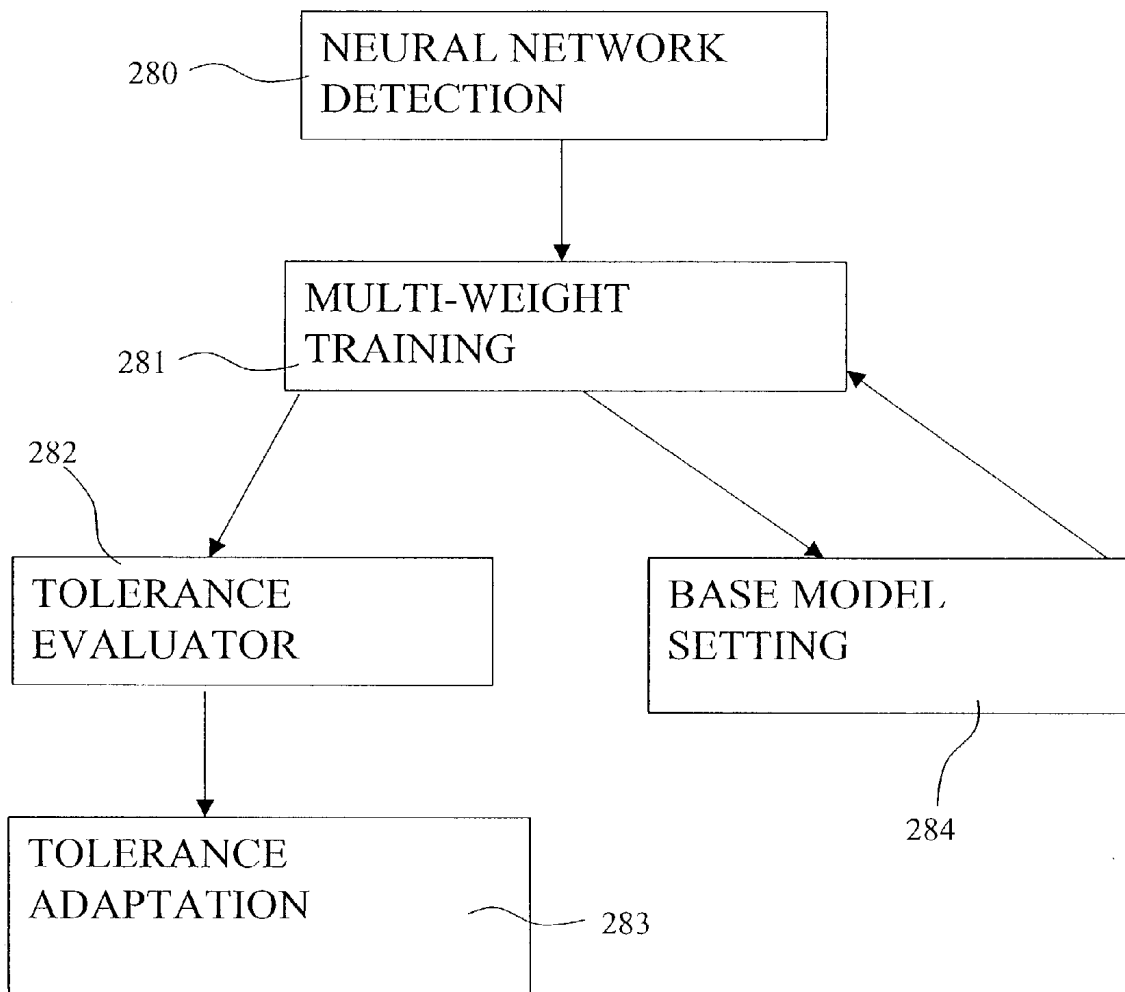 280
NEURAL NETWORK
DETECTION
281
MULTI-WEIGHT
TRAINING
282
TOLERANCE
EVALUATOR
BASE MODEL
SETTING
284
TOLERANCE
ADAPTATION
283